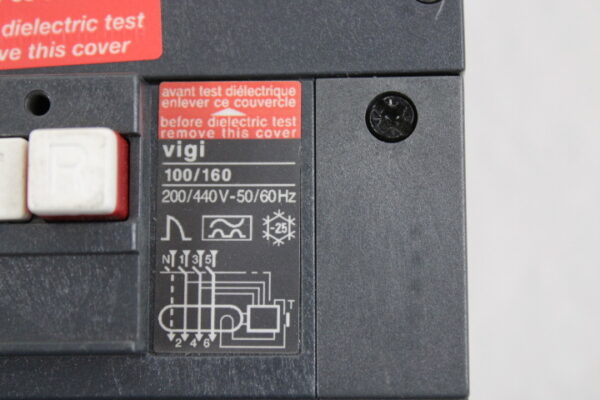 dielectric test
ve this cover
avant test diélectrique
enlever ce couvercle
before dielectric test
remove this cover
vigi
100/160
200/440V-50/60Hz
-25
N 1 3 5
T
2 4 6
R